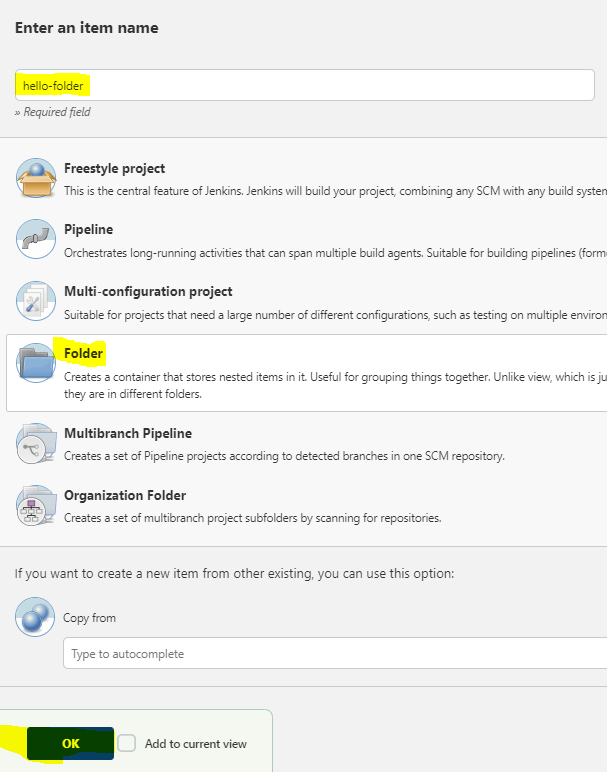 Enter an item name
hello-folder
» Required field
Freestyle project
This is the central feature of Jenkins. Jenkins will build your project, combining any SCM with any build system
Pipeline
Orchestrates long-running activities that can span multiple build agents. Suitable for building pipelines (form
Multi-configuration project
Suitable for projects that need a large number of different configurations, such as testing on multiple environ
Folder
Creates a container that stores nested items in it. Useful for grouping things together. Unlike view, which is ju
they are in different folders.
Multibranch Pipeline
Creates a set of Pipeline projects according to detected branches in one SCM repository.
Organization Folder
Creates a set of multibranch project subfolders by scanning for repositories.
If you want to create a new item from other existing, you can use this option:
Copy from
Type to autocomplete
OK
Add to current view